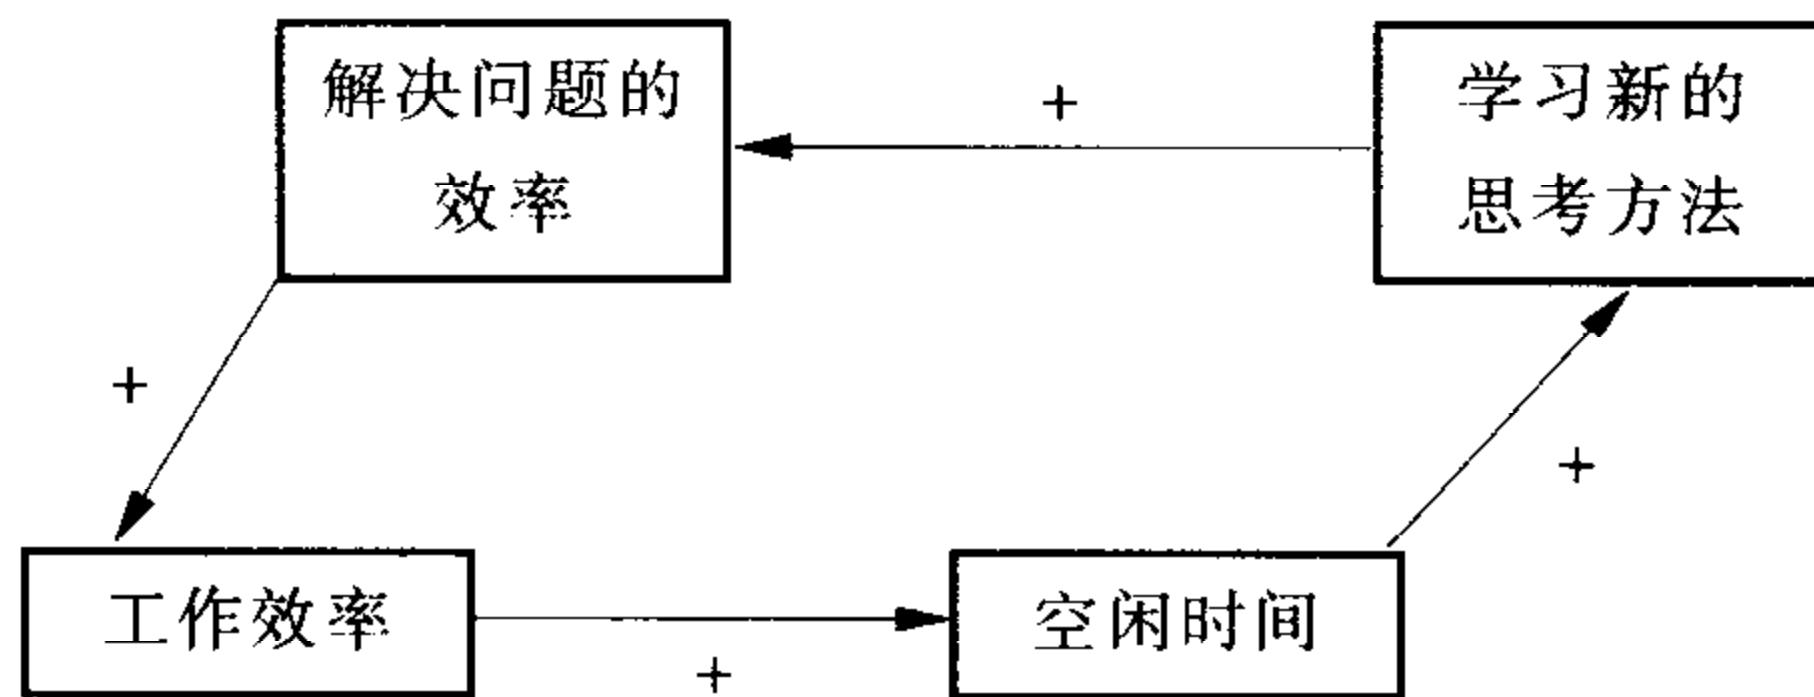 解决问题的
效率
+
学习新的
思考方法
+
+
工作效率
+
空闲时间